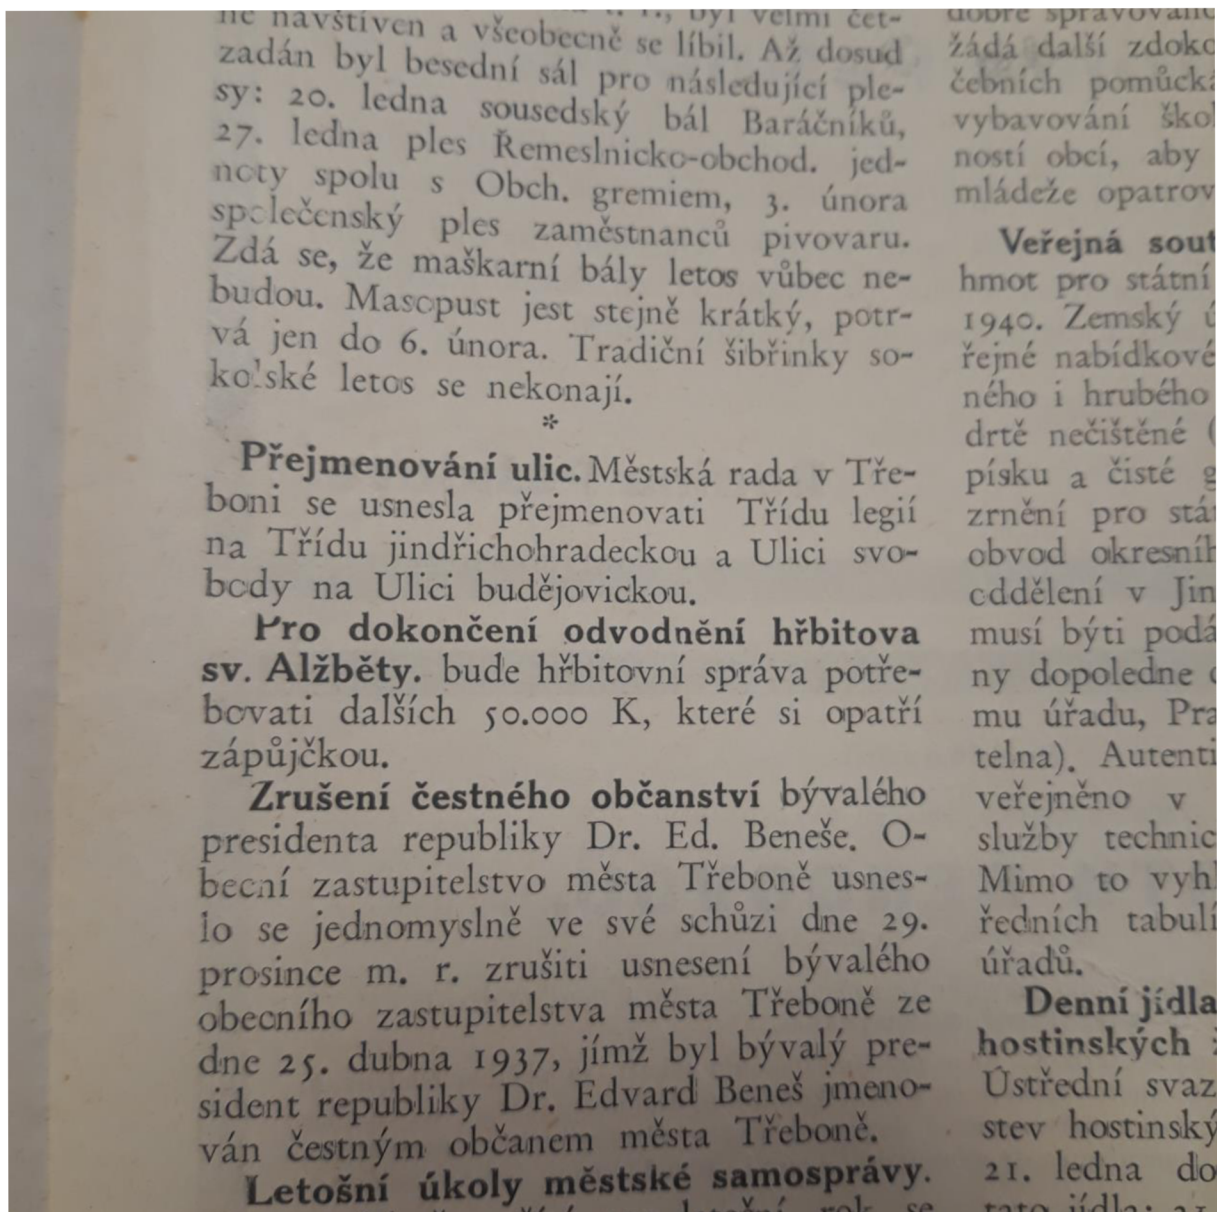 ně navštíven a všeobecně se líbil. Až dosud
zadán byl besední sál pro následující ple-
sy: 20. ledna sousedský bál Baráčníků,
27. ledna ples Řemeslnicko-obchod. jed-
noty spolu s Obch. gremiem, 3. února
společenský ples zaměstnanců pivovaru.
Zdá se, že maškarní bály letos vůbec ne-
budou. Masopust jest stejně krátký, potr-
vá jen do 6. února. Tradiční šibřinky so-
kolské letos se nekonají.
*
Přejmenování ulic. Městská rada v Tře-
boni se usnesla přejmenovati Třídu legií
na Třídu jindřichohradeckou a Ulici svo-
body na Ulici budějovickou.
Pro dokončení odvodnění hřbitova
sv. Alžběty. bude hřbitovní správa potře-
bovati dalších 50.000 K, které si opatří
zápůjčkou.
Zrušení čestného občanství bývalého
presidenta republiky Dr. Ed. Beneše. O-
becní zastupitelstvo města Třeboně usnes-
lo se jednomyslně ve své schůzi dne 29.
prosince m. r. zrušiti usnesení bývalého
obecního zastupitelstva města Třeboně ze
dne 25. dubna 1937, jímž byl bývalý pre-
sident republiky Dr. Edvard Beneš jmeno-
ván čestným občanem města Třeboně.
Letošní úkoly městské samosprávy.
dobře
žádá další
čebních
vybavování
ností obcí, aby
mládeže
Veřejná
hmot pro státní
1940. Zemský
řejné nabídkové
ného i hrubého
drtě nečištěné (
písku a čisté
zrnění pro
obvod
oddělení v
musí býti
ny dopoledne
mu úřadu,
telna).
veřejněno v
služby
Mimo to
ředních
úřadů.
Denní jídla
hostinských
Ústřední
stev
21. ledna
tato jídla: